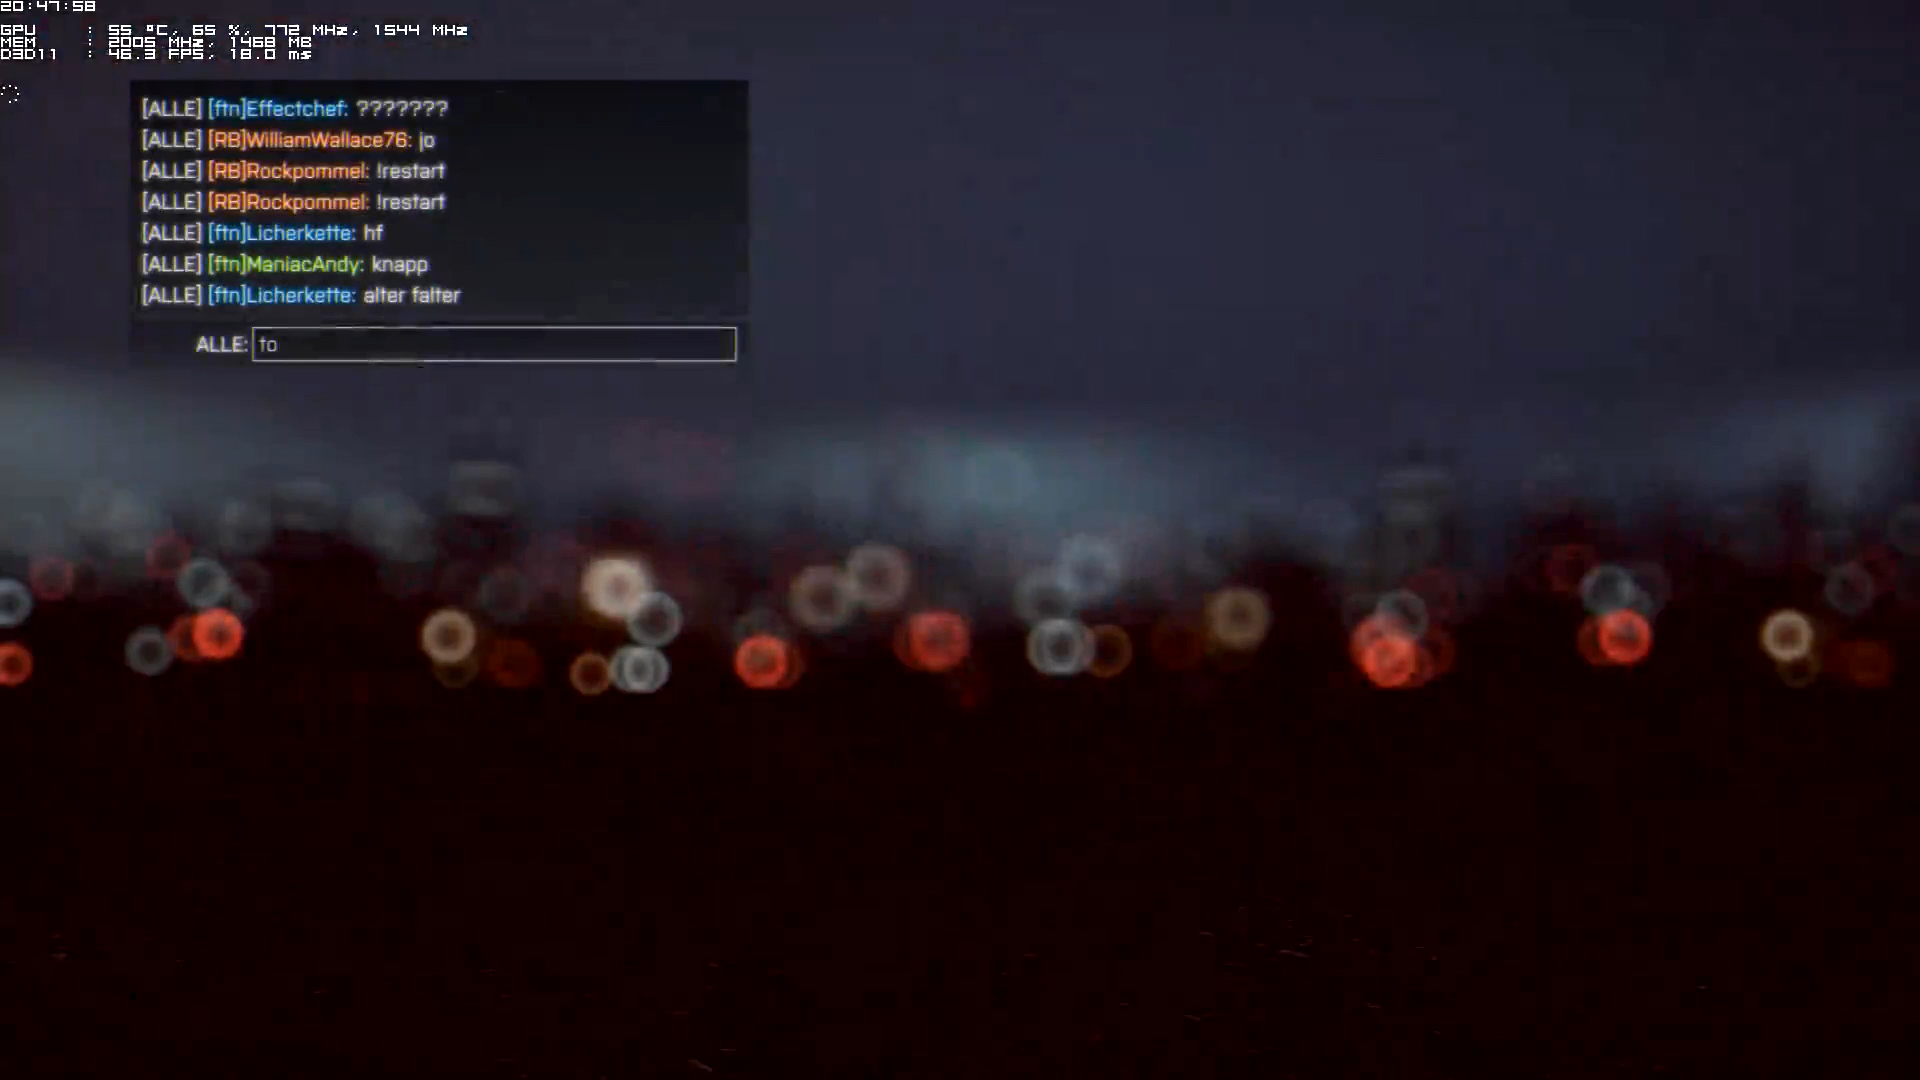 20:47:58
GPU : 55 °C, 65 %, 772 MHz, 1544 MHz
MEM : 2005 MHz, 1468 MB
D3D11 : 46.3 FPS, 18.0 ms
[ALLE] [ftn]Effectchef: ???????
[ALLE] [RB]WilliamWallace76: jo
[ALLE] [RB]Rockpommel: !restart
[ALLE] [RB]Rockpommel: !restart
[ALLE] [ftn]Licherkette: hf
[ALLE] [ftn]ManiacAndy: knapp
[ALLE] [ftn]Licherkette: alter falter
ALLE: to